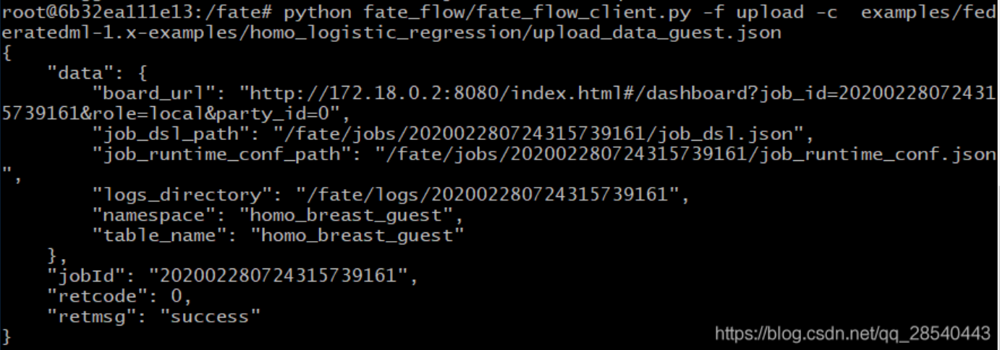 root@6b32ea111e13:/fate# python fate_flow/fate_flow_client.py -f upload -c  examples/fed
eratedml-1.x-examples/homo_logistic_regression/upload_data_guest.json
{
    "data": {
        "board_url": "http://172.18.0.2:8080/index.html#/dashboard?job_id=20200228072431
5739161&role=local&party_id=0",
        "job_dsl_path": "/fate/jobs/202002280724315739161/job_dsl.json",
        "job_runtime_conf_path": "/fate/jobs/202002280724315739161/job_runtime_conf.json
",
        "logs_directory": "/fate/logs/202002280724315739161",
        "namespace": "homo_breast_guest",
        "table_name": "homo_breast_guest"
    },
    "jobId": "202002280724315739161",
    "retcode": 0,
    "retmsg": "success"
}
https://blog.csdn.net/qq_28540443